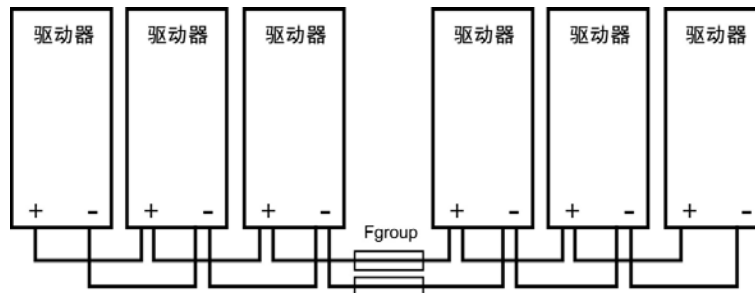 驱动器 驱动器 驱动器 驱动器 驱动器 驱动器
+ - + - + - + - + - + -
Fgroup